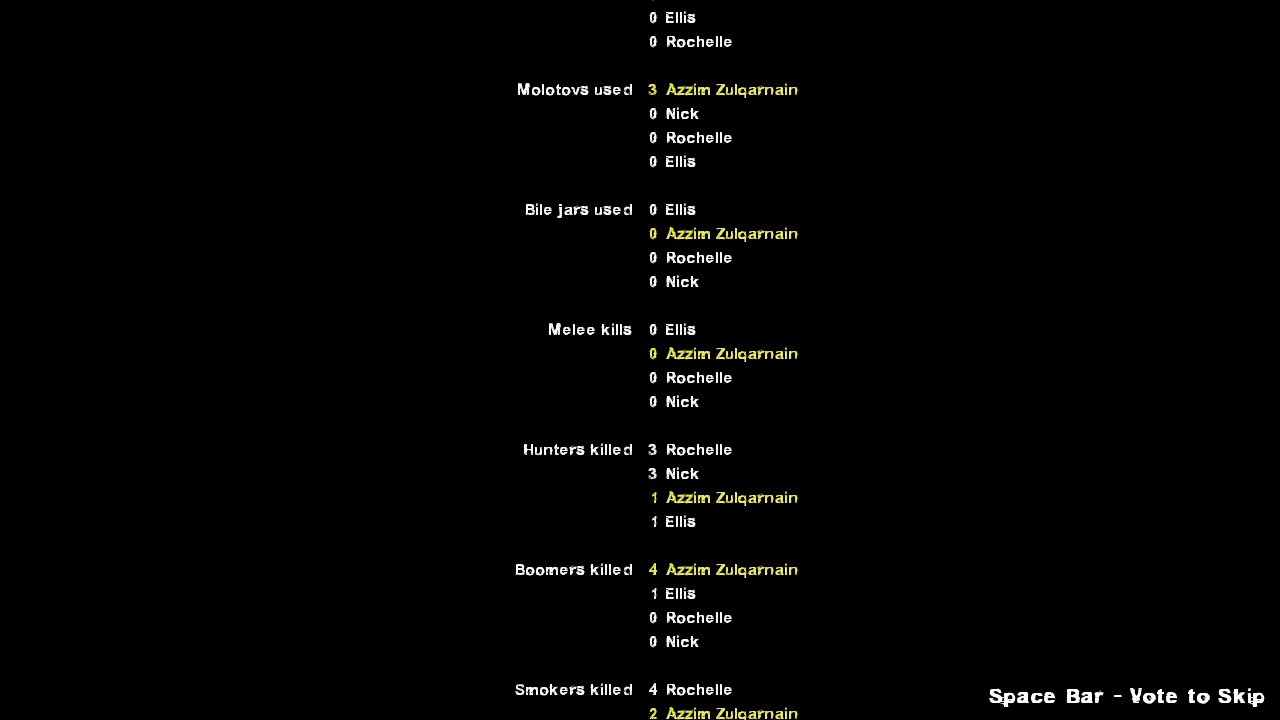 0 Ellis
0 Rochelle
Molotovs used 3 Azzim Zulqarnain
0 Nick
0 Rochelle
0 Ellis
Bile jars used 0 Ellis
0 Azzim Zulqarnain
0 Rochelle
0 Nick
Melee kills 0 Ellis
0 Azzim Zulqarnain
0 Rochelle
0 Nick
Hunters killed 3 Rochelle
3 Nick
1 Azzim Zulqarnain
1 Ellis
Boomers killed 4 Azzim Zulqarnain
1 Ellis
0 Rochelle
0 Nick
Smokers killed 4 Rochelle
2 Azzim Zulqarnain
Space Bar - Vote to Skip